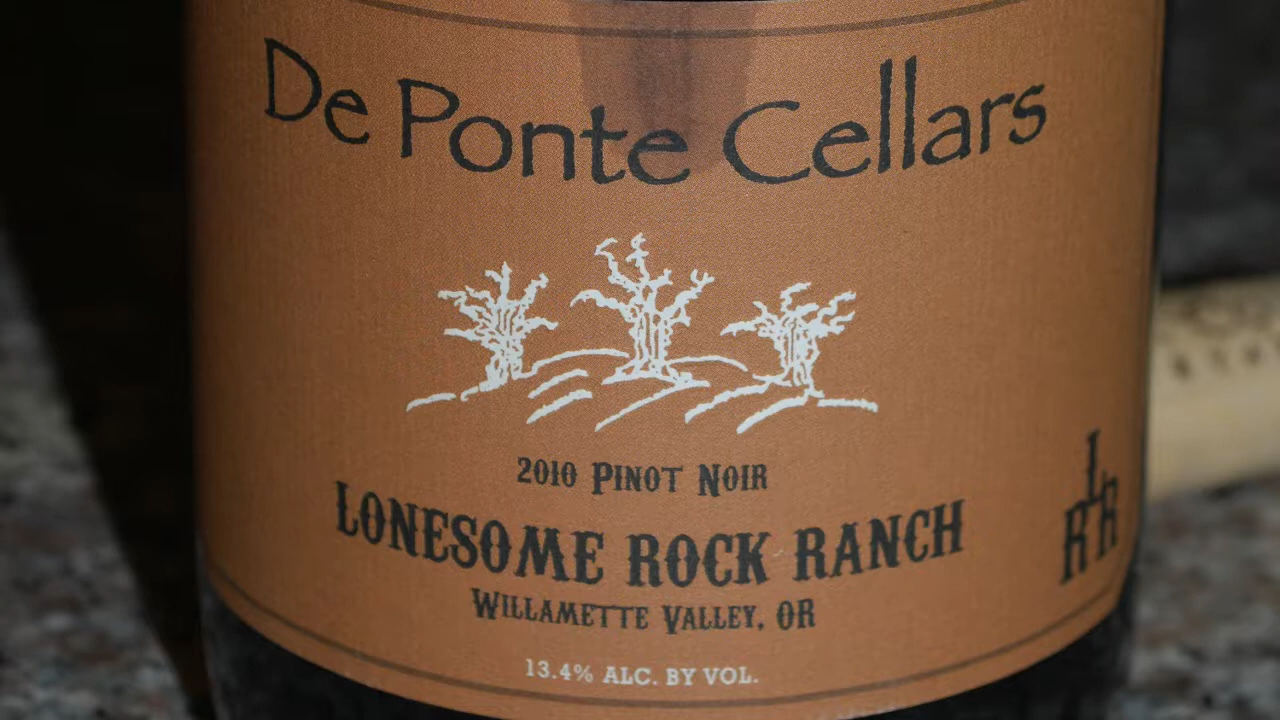 De Ponte Cellars
2010 PINOT NOIR
LONESOME ROCK RANCH
WILLAMETTE VALLEY, OR
13.4% ALC. BY VOL.
L
R R